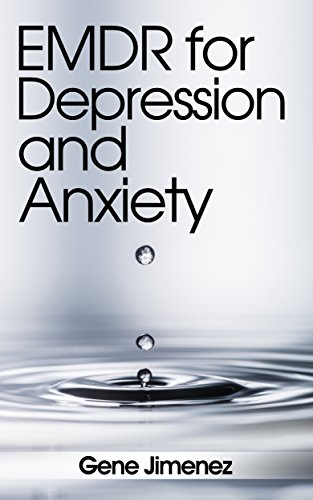 EMDR for
Depression
and
Anxiety
Gene Jimenez